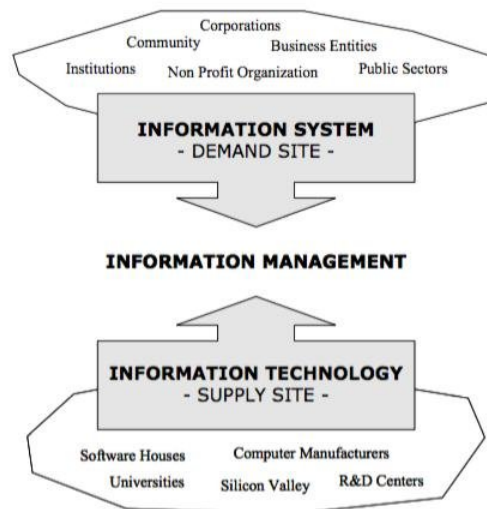 Corporations
Community Business Entities
Institutions Non Profit Organization Public Sectors
INFORMATION SYSTEM
- DEMAND SITE -
INFORMATION MANAGEMENT
INFORMATION TECHNOLOGY
- SUPPLY SITE -
Software Houses Computer Manufacturers
Universities Silicon Valley R&D Centers